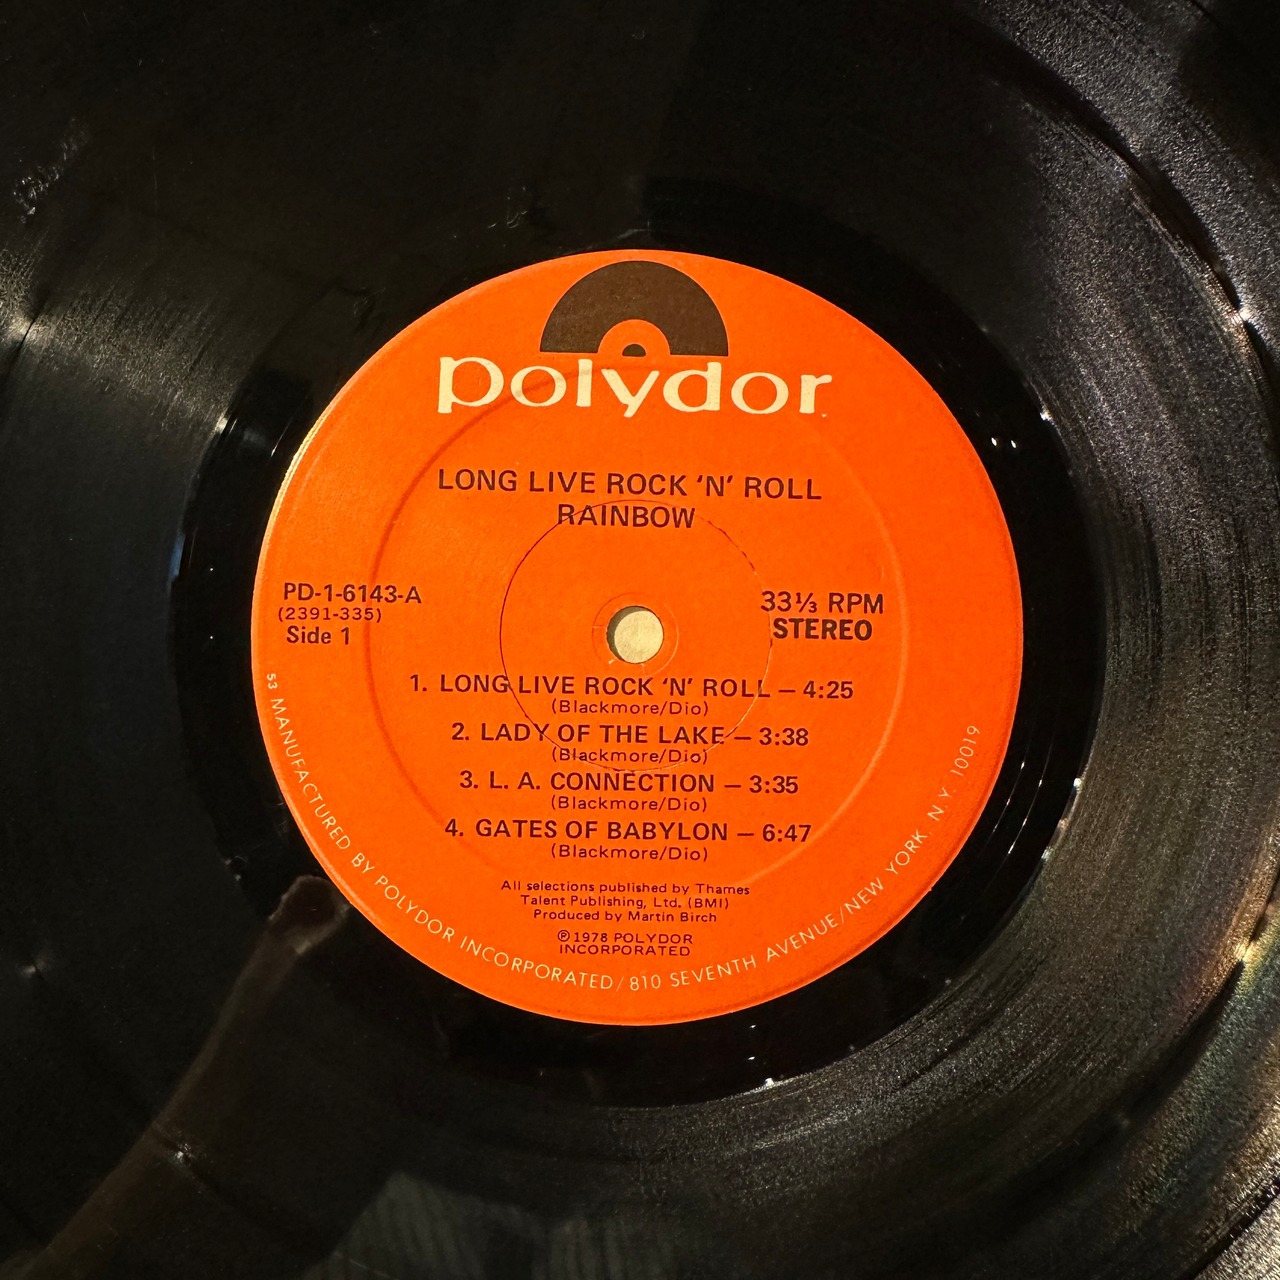 polydor
LONG LIVE ROCK ‘N’ ROLL
RAINBOW
PD-1-6143-A
(2391-335)
Side 1
33⅓ RPM
STEREO
1. LONG LIVE ROCK ‘N’ ROLL — 4:25
(Blackmore/Dio)
2. LADY OF THE LAKE — 3:38
(Blackmore/Dio)
3. L. A. CONNECTION — 3:35
(Blackmore/Dio)
4. GATES OF BABYLON — 6:47
(Blackmore/Dio)
All selections published by Thames
Talent Publishing, Ltd. (BMI)
Produced by Martin Birch
℗1978 POLYDOR
INCORPORATED
53 MANUFACTURED BY POLYDOR INCORPORATED/810 SEVENTH AVENUE/NEW YORK, N.Y. 10019